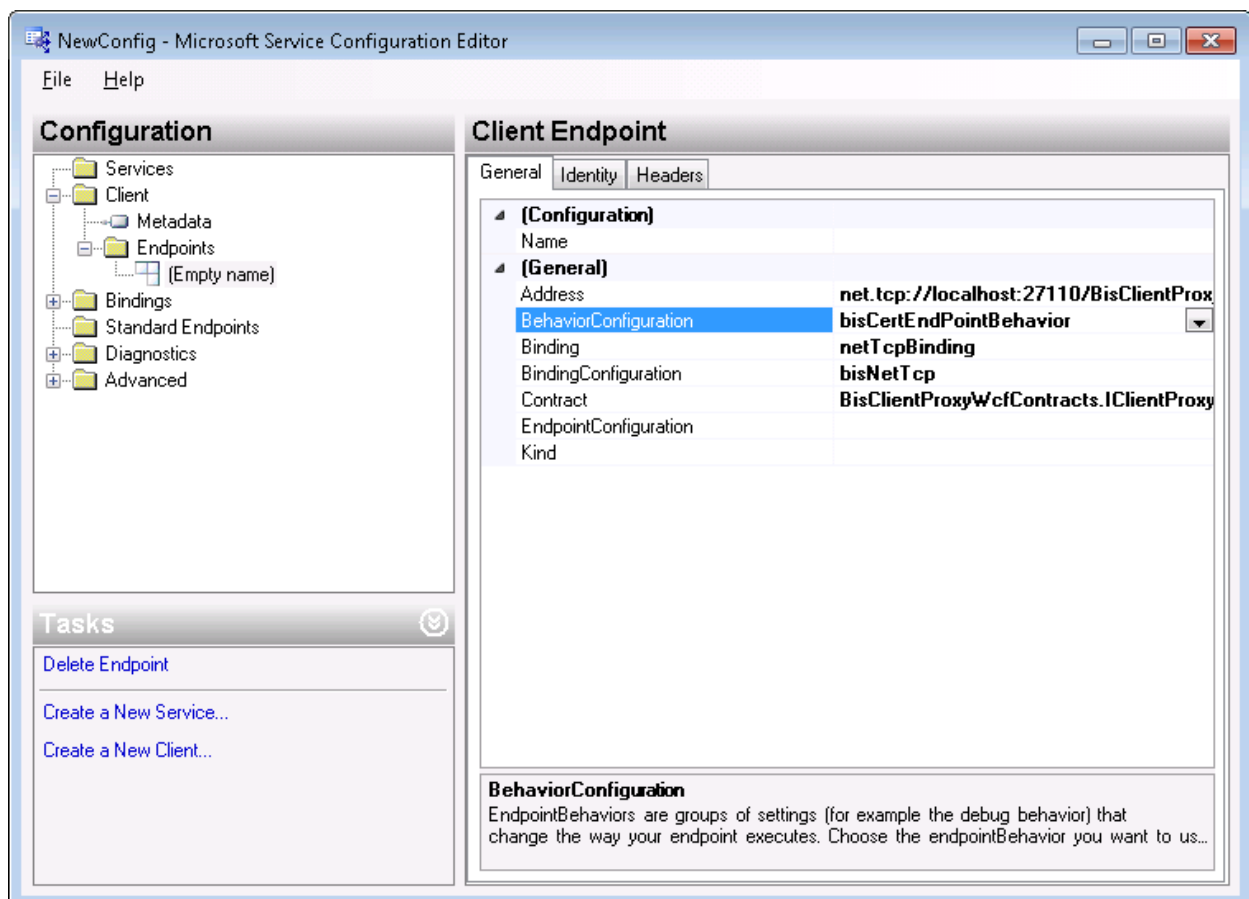 NewConfig - Microsoft Service Configuration Editor
File Help
Configuration
Services
Client
Metadata
Endpoints
(Empty name)
Bindings
Standard Endpoints
Diagnostics
Advanced
Tasks
Delete Endpoint
Create a New Service...
Create a New Client...
Client Endpoint
General Identity Headers
(Configuration)
Name
(General)
Address net.tcp://localhost:27110/BisClientProx
BehaviorConfiguration bisCertEndPointBehavior
Binding netTcpBinding
BindingConfiguration bisNetTcp
Contract BisClientProxyWcfContracts.IClientProxy
EndpointConfiguration
Kind
BehaviorConfiguration
EndpointBehaviors are groups of settings (for example the debug behavior) that
change the way your endpoint executes. Choose the endpointBehavior you want to us...